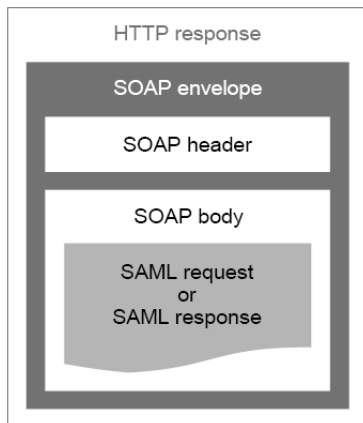 HTTP response
SOAP envelope
SOAP header
SOAP body
SAML request
or
SAML response